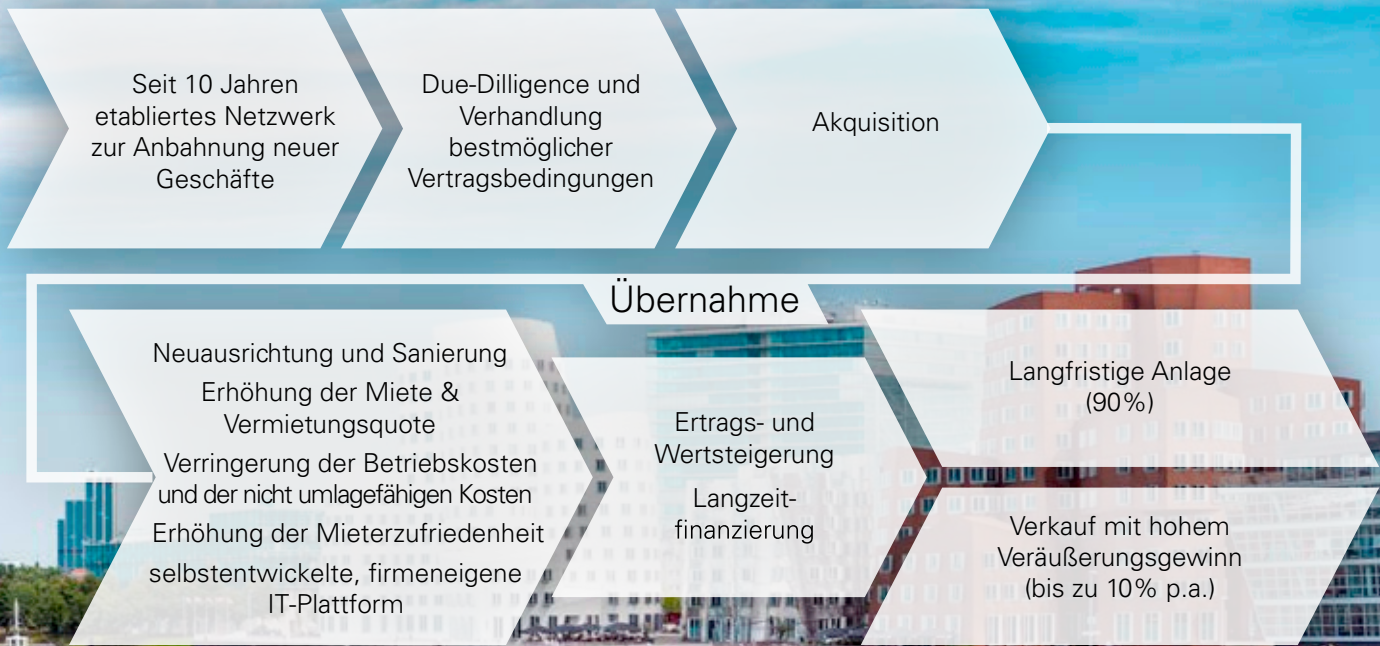 Seit 10 Jahren
etabliertes Netzwerk
zur Anbahnung neuer
Geschäfte
Due-Dilligence und
Verhandlung
bestmöglicher
Vertragsbedingungen
Akquisition
Übernahme
Neuausrichtung und Sanierung
Erhöhung der Miete &
Vermietungsquote
Verringerung der Betriebskosten
und der nicht umlagefähigen Kosten
Erhöhung der Mieterzufriedenheit
selbstentwickelte, firmeneigene
IT-Plattform
Ertrags- und
Wertsteigerung
Langzeit-
finanzierung
Langfristige Anlage
(90%)
Verkauf mit hohem
Veräußerungsgewinn
(bis zu 10% p.a.)